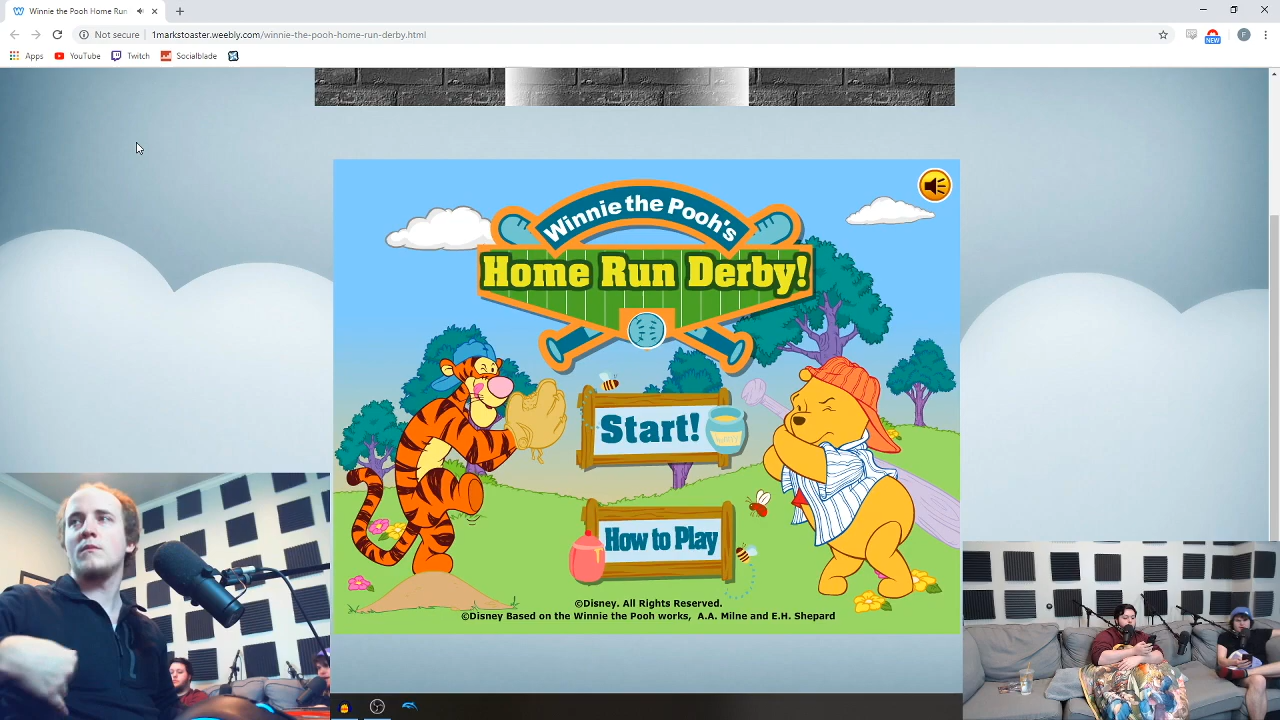 Winnie the Pooh Home Run
Not secure
1markstoaster.weebly.com/winnie-the-pooh-home-run-derby.html
NEW
F
Apps
YouTube
Twitch
Socialblade
Winnie the Pooh's
Home Run Derby!
Start!
HUNNY
How to Play
©Disney. All Rights Reserved.
©Disney Based on the Winnie the Pooh works, A.A. Milne and E.H. Shepard